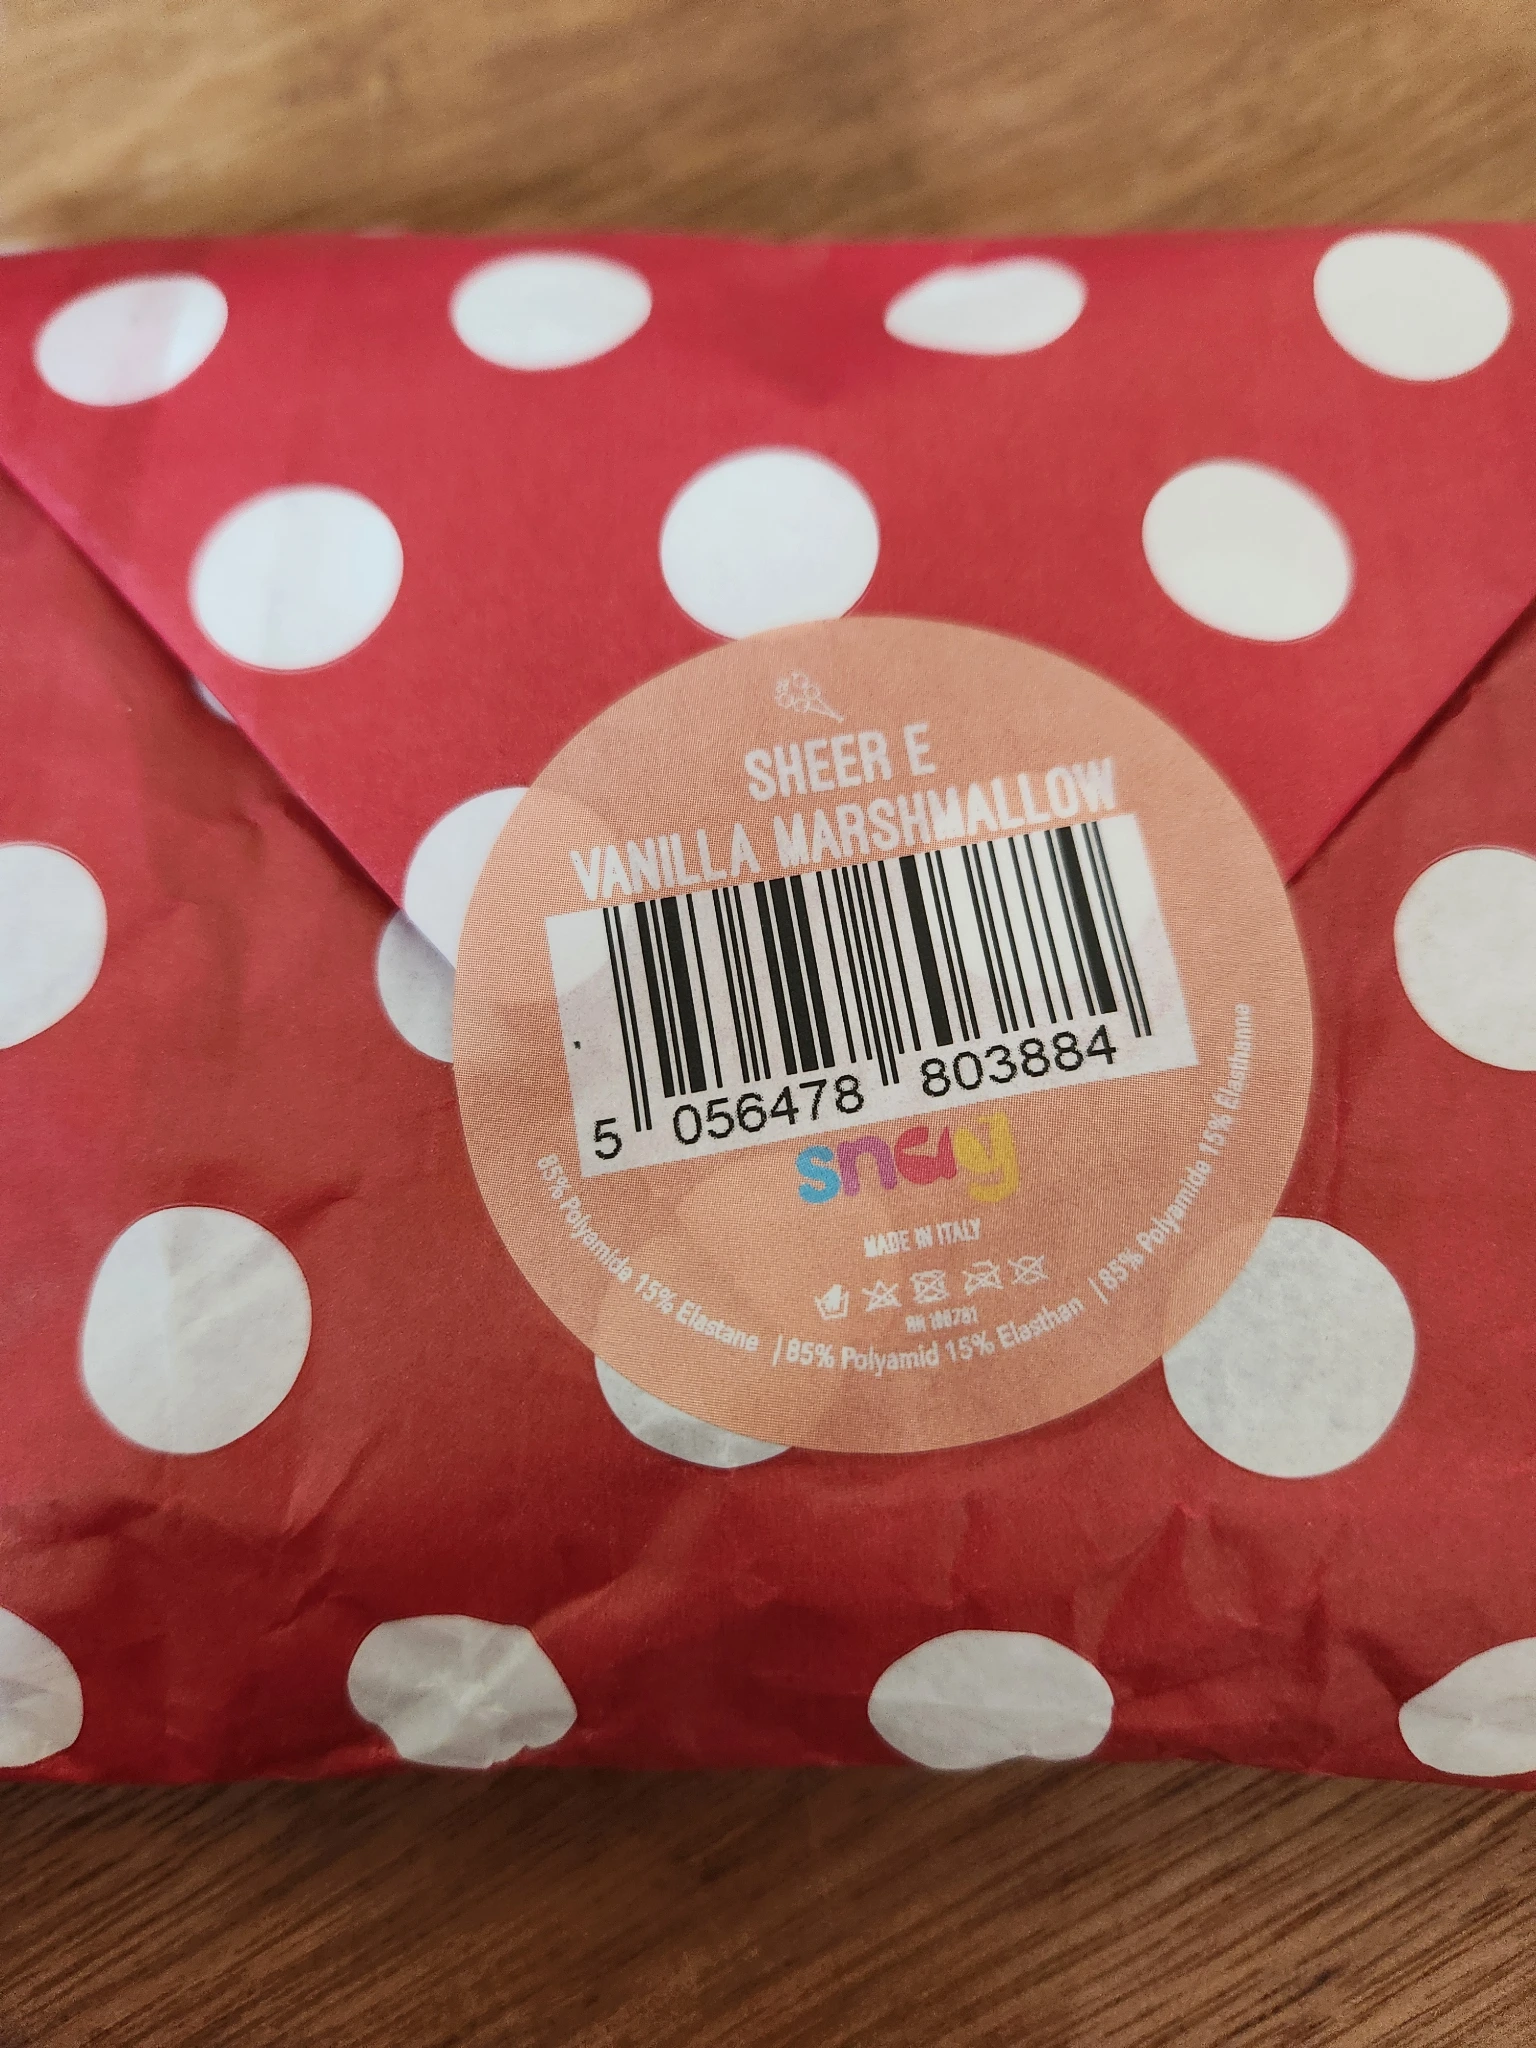 SHEER E
VANILLA MARSHMALLOW
5 056478 803884
snag
MADE IN ITALY
85% Polyamide 15% Elastane | 85% Polyamid 15% Elasthan | 85% Polyamide 15% Elasthanne